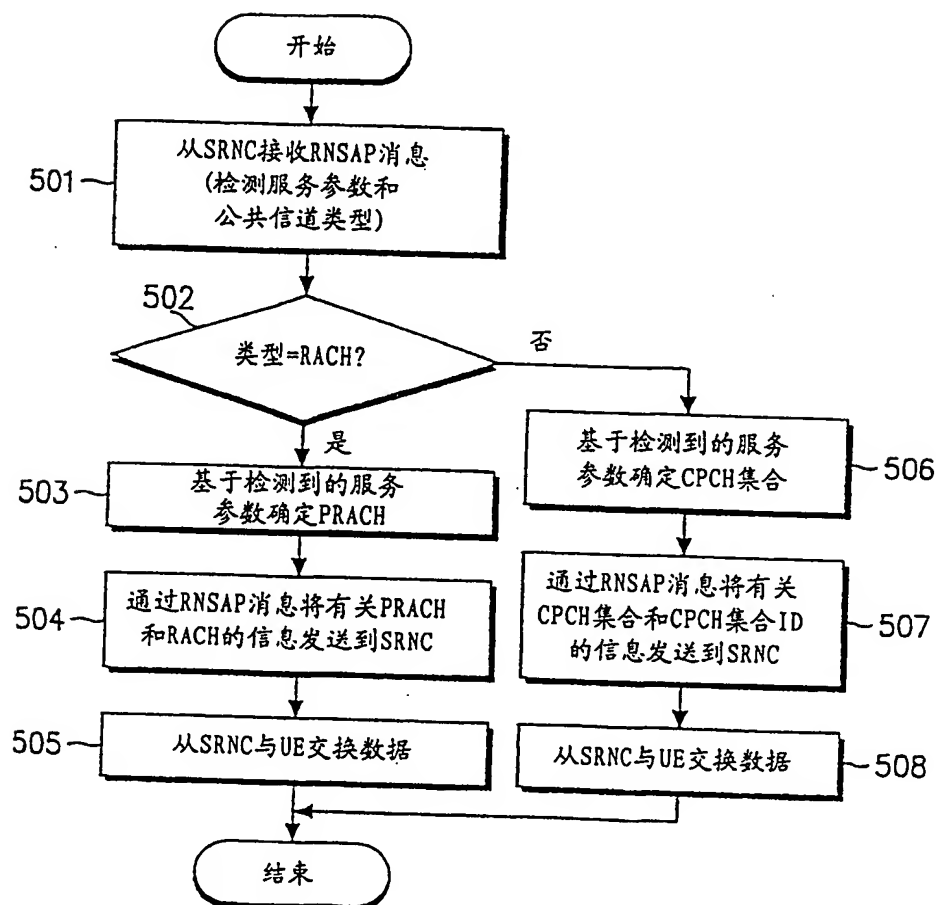 开始
501
从SRNC接收RNSAP消息
(检测服务参数和
公共信道类型)
502
类型=RACH?
否
是
503
基于检测到的服务
参数确定PRACH
基于检测到的服务
参数确定CPCH集合
506
504
通过RNSAP消息将有关PRACH
和RACH的信息发送到SRNC
通过RNSAP消息将有关
CPCH集合和CPCH集合ID
的信息发送到SRNC
507
505
从SRNC与UE交换数据
从SRNC与UE交换数据
508
结束